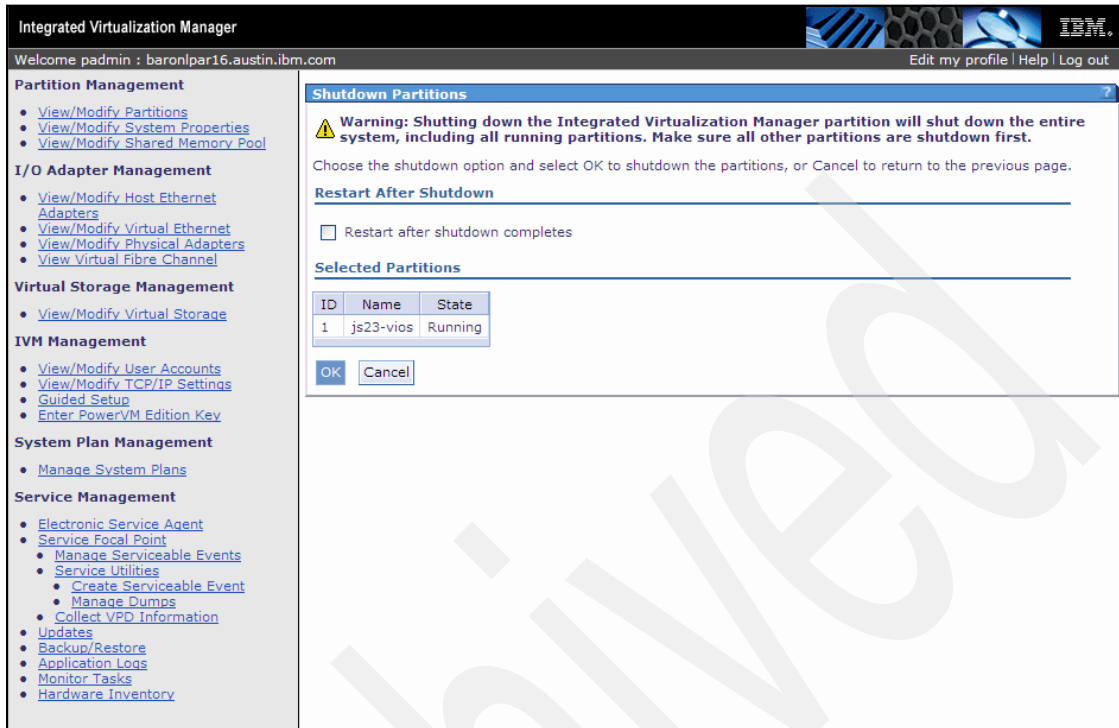 Integrated Virtualization Manager
IBM.
Welcome padmin : baronlpar16.austin.ibm.com
Edit my profile | Help | Log out
Partition Management
View/Modify Partitions
View/Modify System Properties
View/Modify Shared Memory Pool
I/O Adapter Management
View/Modify Host Ethernet
Adapters
View/Modify Virtual Ethernet
View/Modify Physical Adapters
View Virtual Fibre Channel
Virtual Storage Management
View/Modify Virtual Storage
IVM Management
View/Modify User Accounts
View/Modify TCP/IP Settings
Guided Setup
Enter PowerVM Edition Key
System Plan Management
Manage System Plans
Service Management
Electronic Service Agent
Service Focal Point
Manage Serviceable Events
Service Utilities
Create Serviceable Event
Manage Dumps
Collect VPD Information
Updates
Backup/Restore
Application Logs
Monitor Tasks
Hardware Inventory
Shutdown Partitions
?
Warning: Shutting down the Integrated Virtualization Manager partition will shut down the entire
system, including all running partitions. Make sure all other partitions are shutdown first.
Choose the shutdown option and select OK to shutdown the partitions, or Cancel to return to the previous page.
Restart After Shutdown
Restart after shutdown completes
Selected Partitions
ID Name State
1 js23-vios Running
OK Cancel
hived